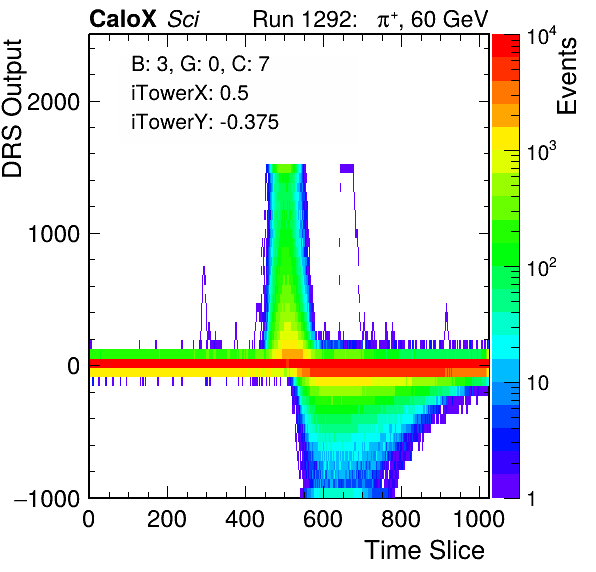 CaloX Sci Run 1292: π⁺, 60 GeV
B: 3, G: 0, C: 7
iTowerX: 0.5
iTowerY: -0.375
DRS Output
2000
1000
0
−1000
0 200 400 600 800 1000
Time Slice
Events
10⁴
10³
10²
10
1